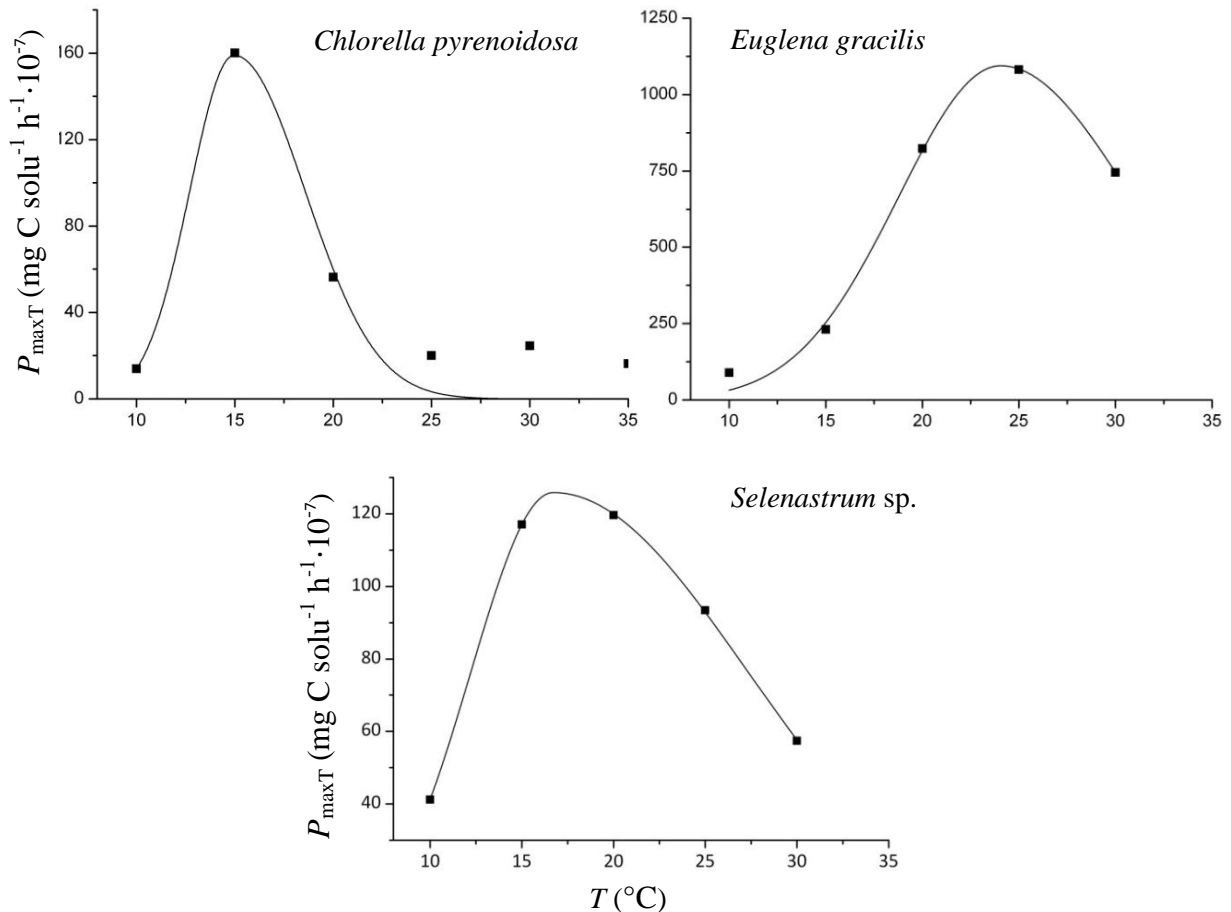 Chlorella pyrenoidosa
P_maxT (mg C solu⁻¹ h⁻¹·10⁻⁷)
160
120
80
40
0
10 15 20 25 30 35
Euglena gracilis
1250
1000
750
500
250
0
10 15 20 25 30 35
Selenastrum sp.
P_maxT (mg C solu⁻¹ h⁻¹·10⁻⁷)
120
100
80
60
40
10 15 20 25 30 35
T (°C)